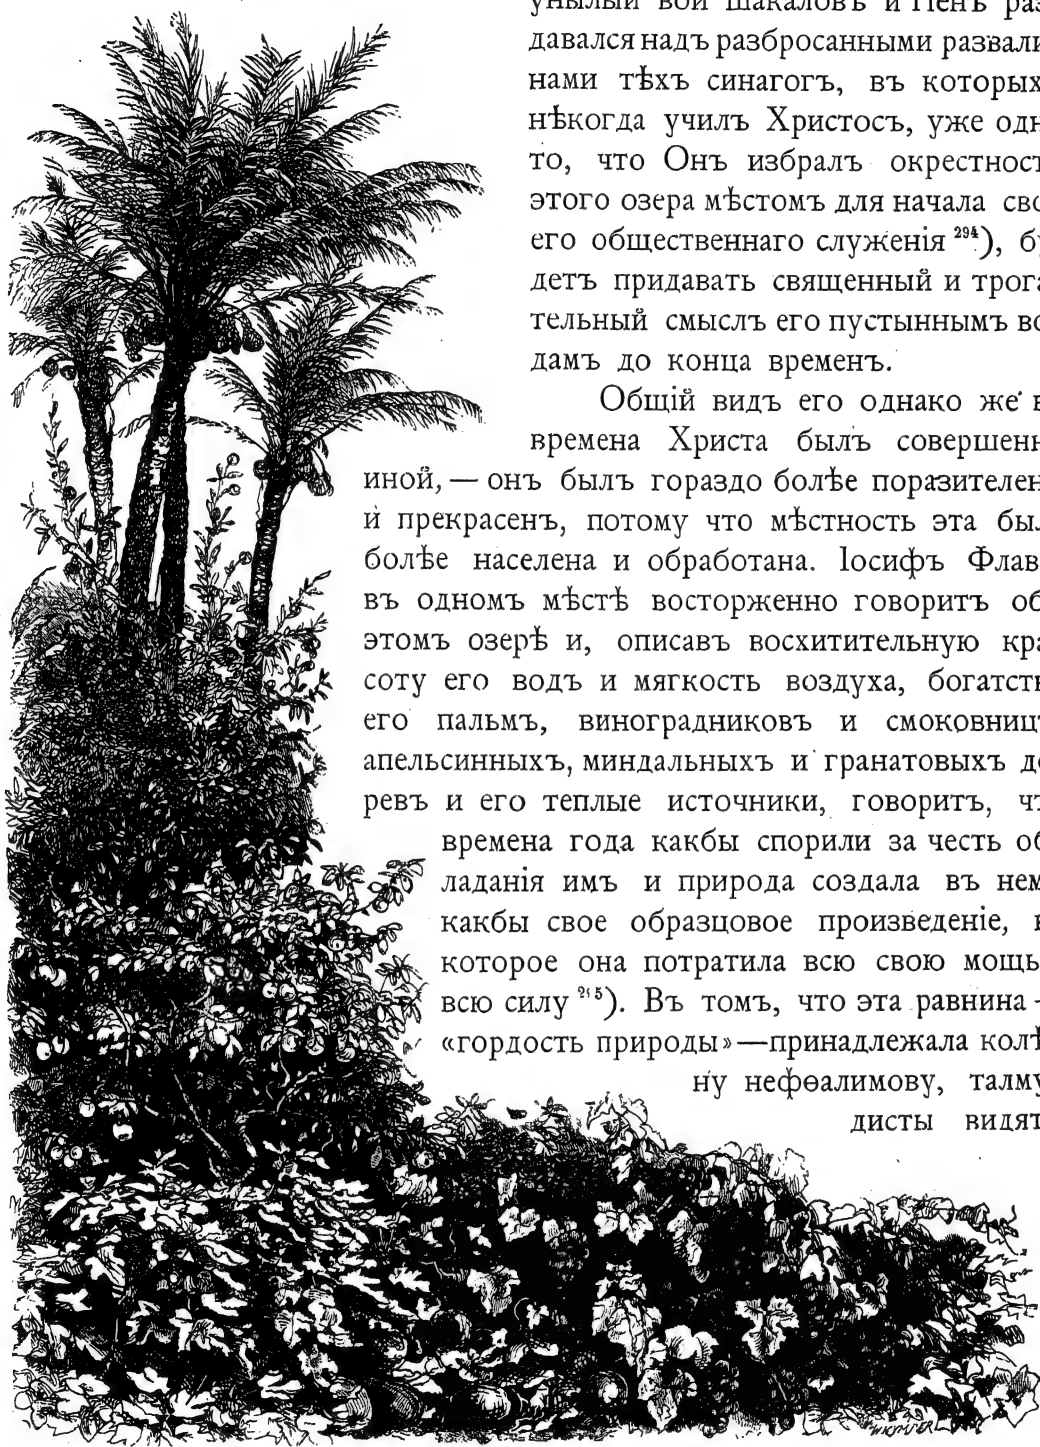 унылый вой шакаловъ и гіенъ раз
давался надъ разбросанными развали
нами тѣхъ синагогъ, въ которыхъ
нѣкогда училъ Христосъ, уже одн
то, что Онъ избралъ окрестност
этого озера мѣстомъ для начала сво
его общественнаго служенія ²⁹⁴), бу
детъ придавать священный и трога
тельный смыслъ его пустыннымъ во
дамъ до конца временъ.
Общій видъ его однако же в
времена Христа былъ совершенн
иной, — онъ былъ гораздо болѣе поразителен
и прекрасенъ, потому что мѣстность эта был
болѣе населена и обработана. Іосифъ Флав
въ одномъ мѣстѣ восторженно говоритъ об
этомъ озерѣ и, описавъ восхитительную кра
соту его водъ и мягкость воздуха, богатств
его пальмъ, виноградниковъ и смоковницъ
апельсинныхъ, миндальныхъ и гранатовыхъ де
ревъ и его теплые источники, говоритъ, чт
времена года какбы спорили за честь об
ладанія имъ и природа создала въ нем
какбы свое образцовое произведеніе, н
которое она потратила всю свою мощь
всю силу ²⁹⁵). Въ томъ, что эта равнина —
«гордость природы»—принадлежала колѣ
ну нефѳалимову, талму
дисты видят